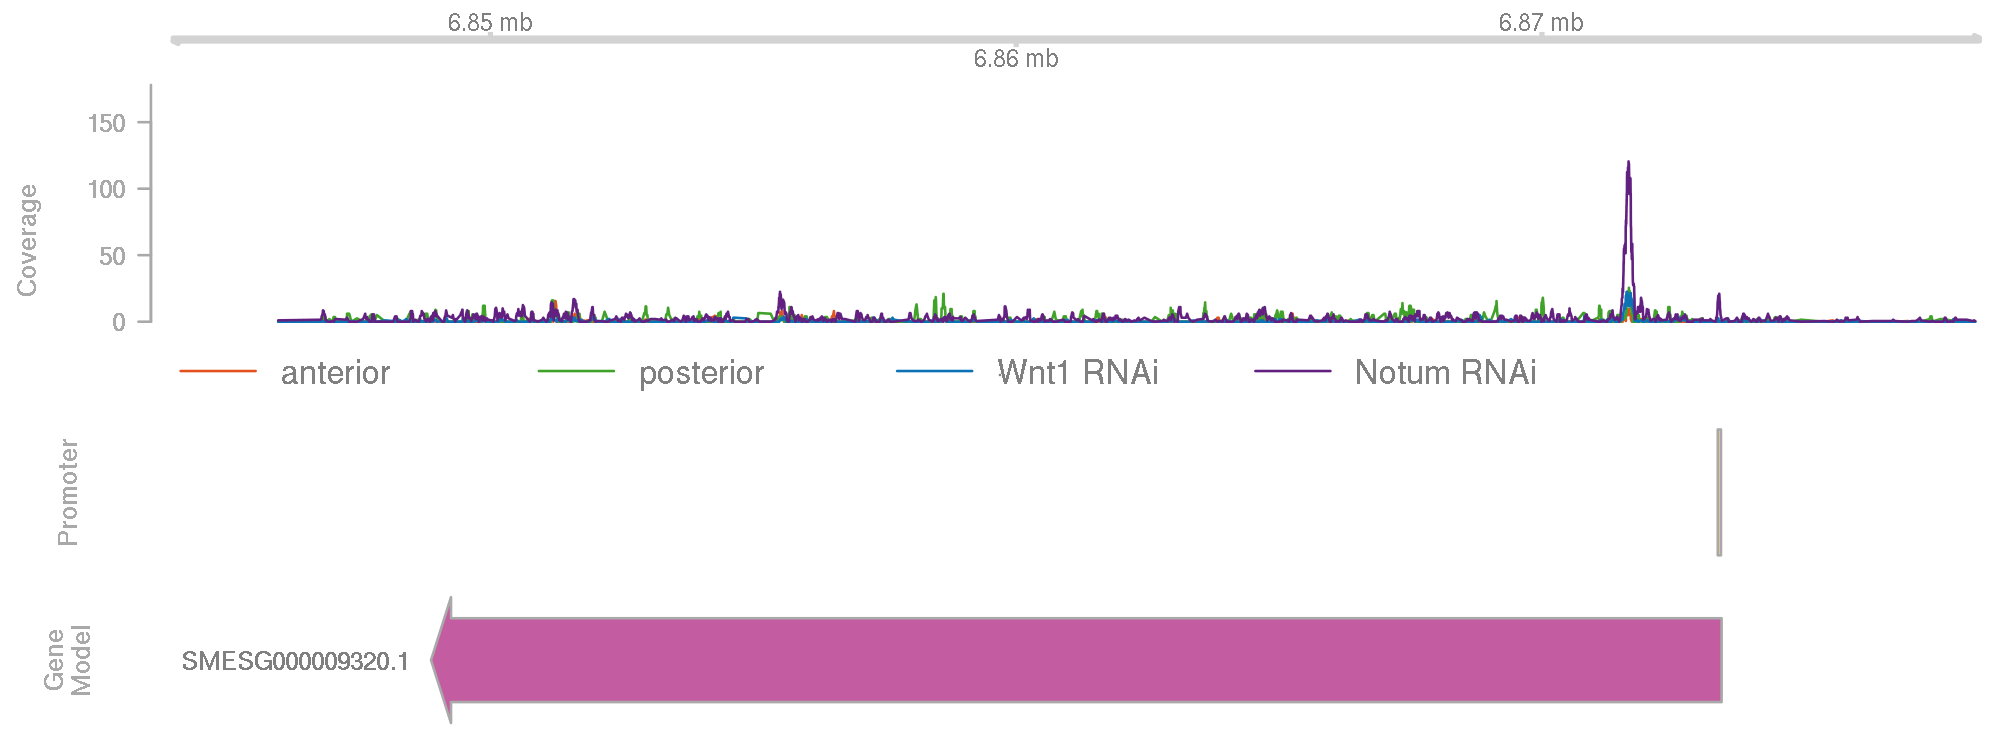 6.85 mb
6.87 mb
6.86 mb
150
100
50
0
Coverage
anterior
posterior
Wnt1 RNAi
Notum RNAi
Promoter
Gene
Model
SMESG000009320.1